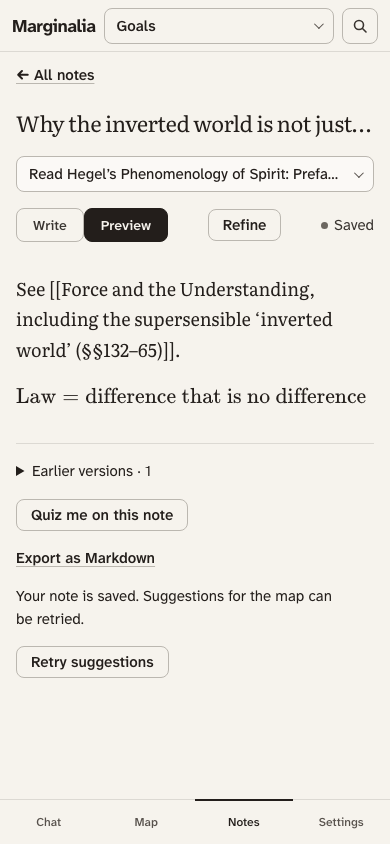 Marginalia
Goals
← All notes
Why the inverted world is not just…
Read Hegel’s Phenomenology of Spirit: Prefa…
Write
Preview
Refine
Saved
See [[Force and the Understanding,
including the supersensible ‘inverted
world’ (§§132–65)]].
Law = difference that is no difference
Earlier versions · 1
Quiz me on this note
Export as Markdown
Your note is saved. Suggestions for the map can
be retried.
Retry suggestions
Chat
Map
Notes
Settings